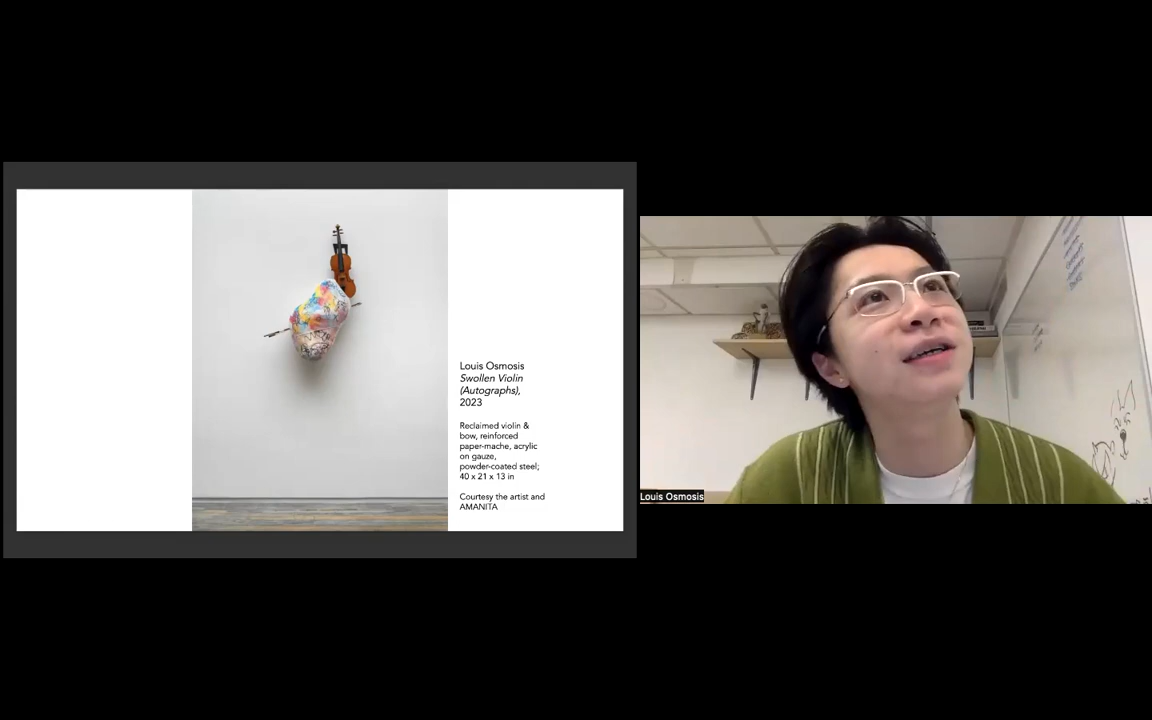 Louis Osmosis
Swollen Violin
(Autographs),
2023
Reclaimed violin &
bow, reinforced
paper-mache, acrylic
on gauze,
powder-coated steel;
40 x 21 x 13 in
Courtesy the artist and
AMANITA
Louis Osmosis